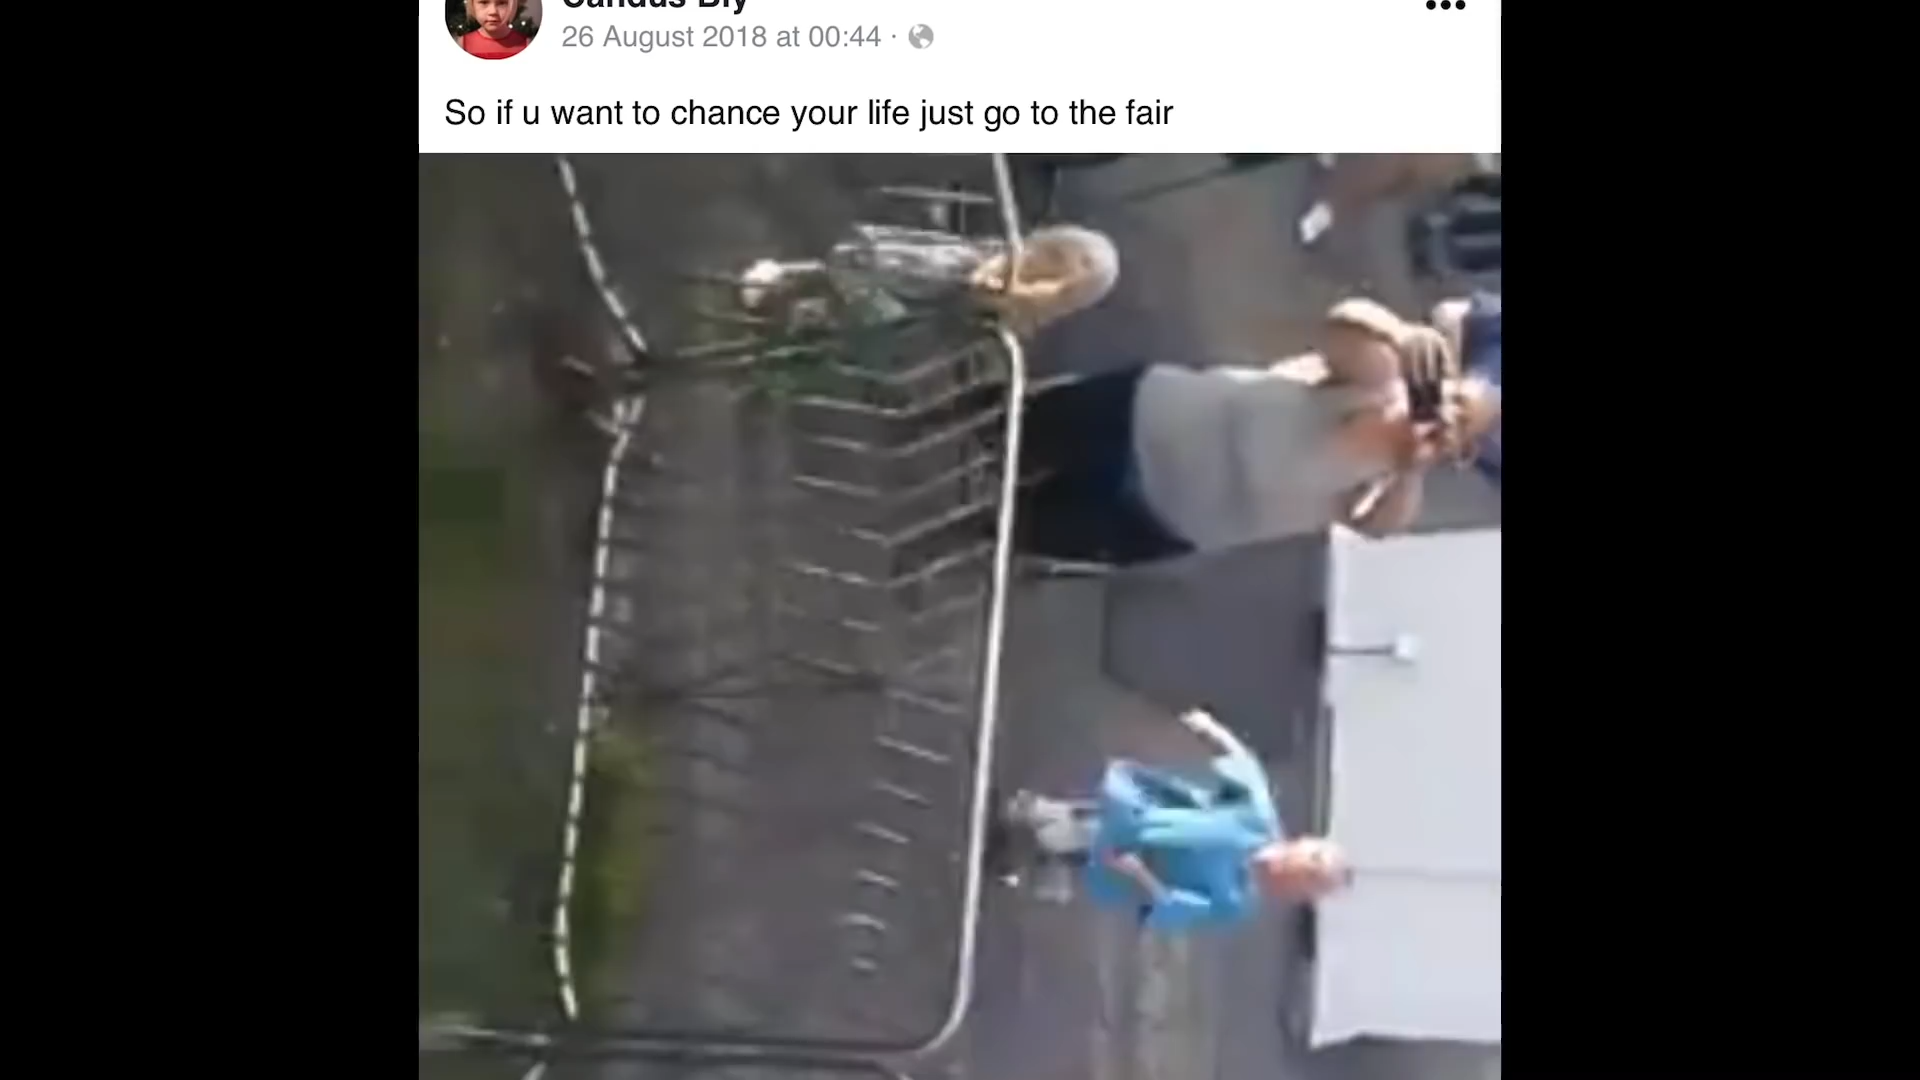 26 August 2018 at 00:44 ·
So if u want to chance your life just go to the fair